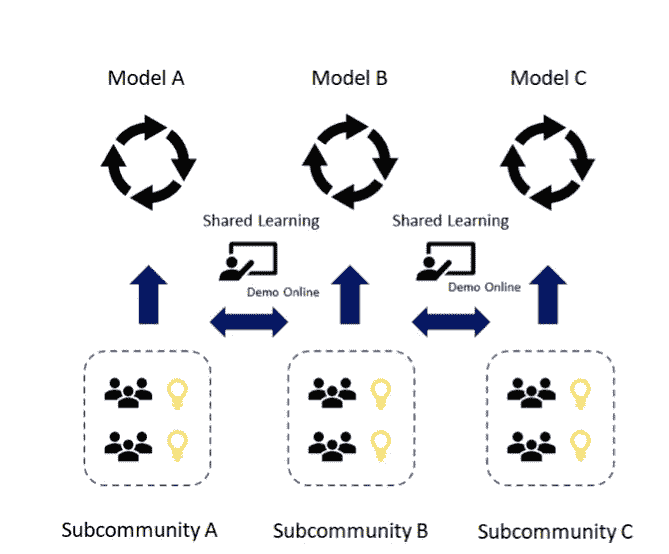 Model A
Model B
Model C
Shared Learning
Shared Learning
Demo Online
Demo Online
Subcommunity A
Subcommunity B
Subcommunity C